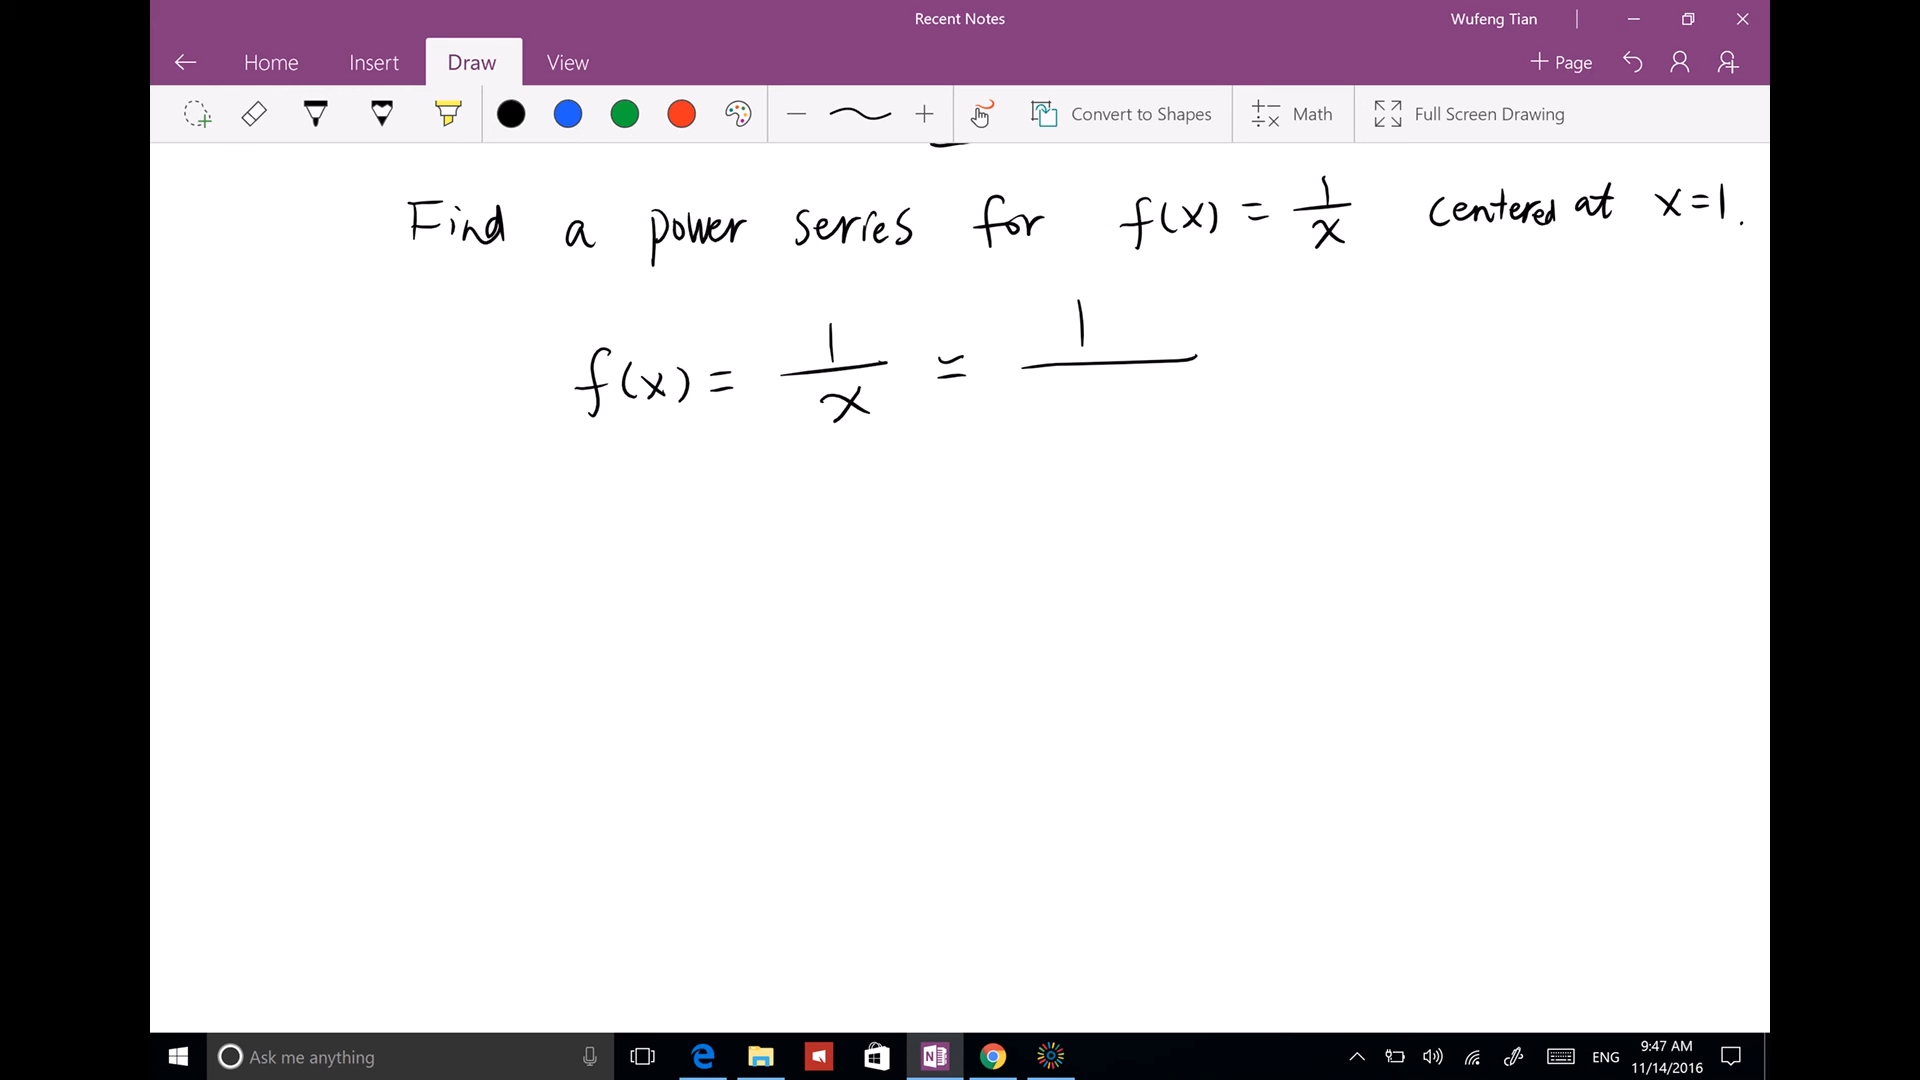 Recent Notes
Wufeng Tian
Home Insert Draw View
Page
Convert to Shapes Math Full Screen Drawing
Find a power series for f(x) = 1/x centered at x=1.
f(x) = 1/x = 1/
Ask me anything
ENG
9:47 AM
11/14/2016